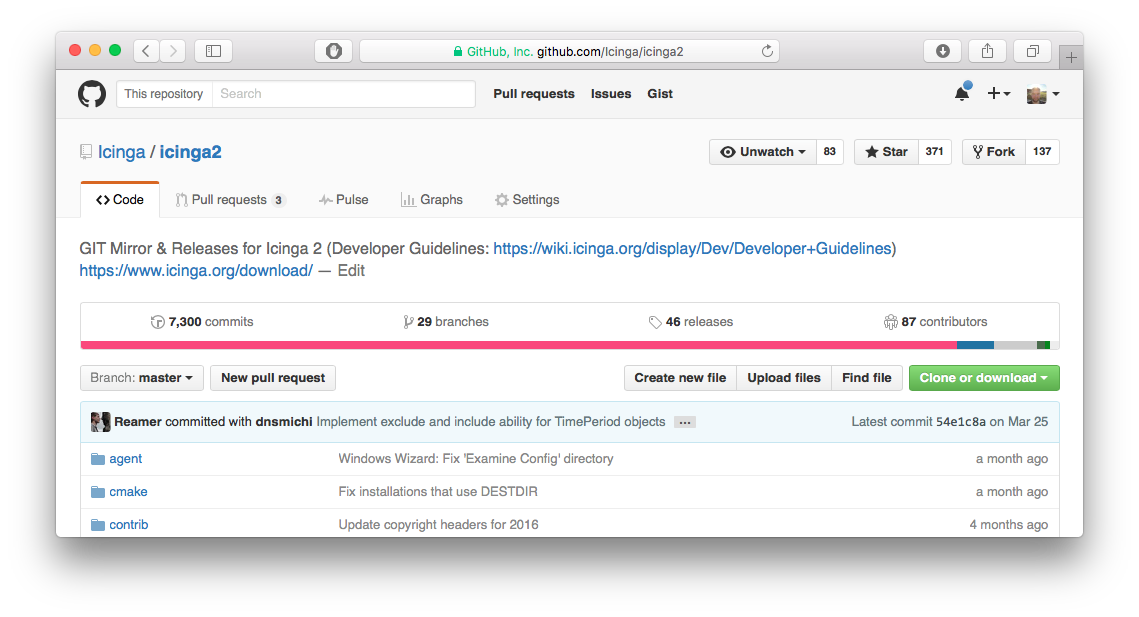 GitHub, Inc. github.com/Icinga/icinga2
This repository Search Pull requests Issues Gist
Icinga / icinga2 Unwatch 83 Star 371 Fork 137
Code Pull requests 3 Pulse Graphs Settings
GIT Mirror & Releases for Icinga 2 (Developer Guidelines: https://wiki.icinga.org/display/Dev/Developer+Guidelines)
https://www.icinga.org/download/ — Edit
7,300 commits 29 branches 46 releases 87 contributors
Branch: master New pull request Create new file Upload files Find file Clone or download
Reamer committed with dnsmichi Implement exclude and include ability for TimePeriod objects ... Latest commit 54e1c8a on Mar 25
agent Windows Wizard: Fix 'Examine Config' directory a month ago
cmake Fix installations that use DESTDIR a month ago
contrib Update copyright headers for 2016 4 months ago